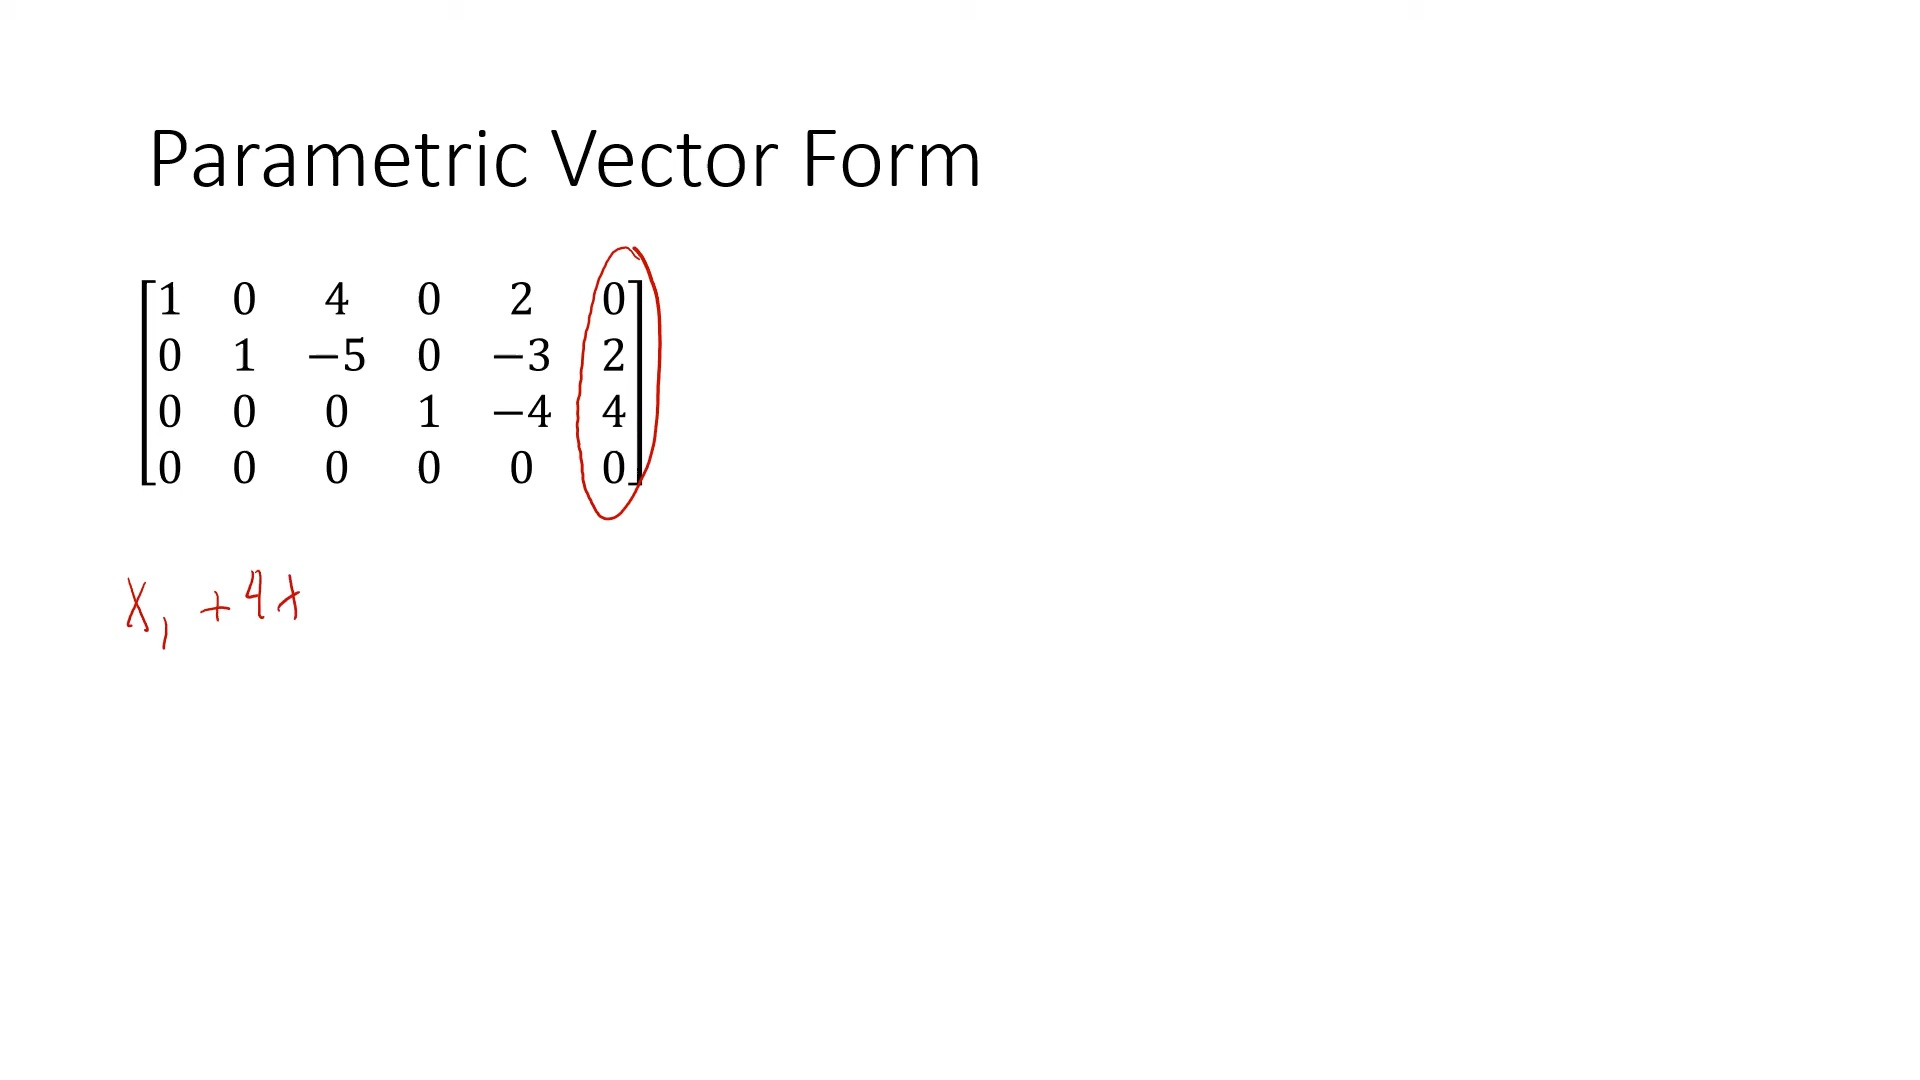 Parametric Vector Form
1 0 4 0 2 0
0 1 −5 0 −3 2
0 0 0 1 −4 4
0 0 0 0 0 0
x₁ + 4x